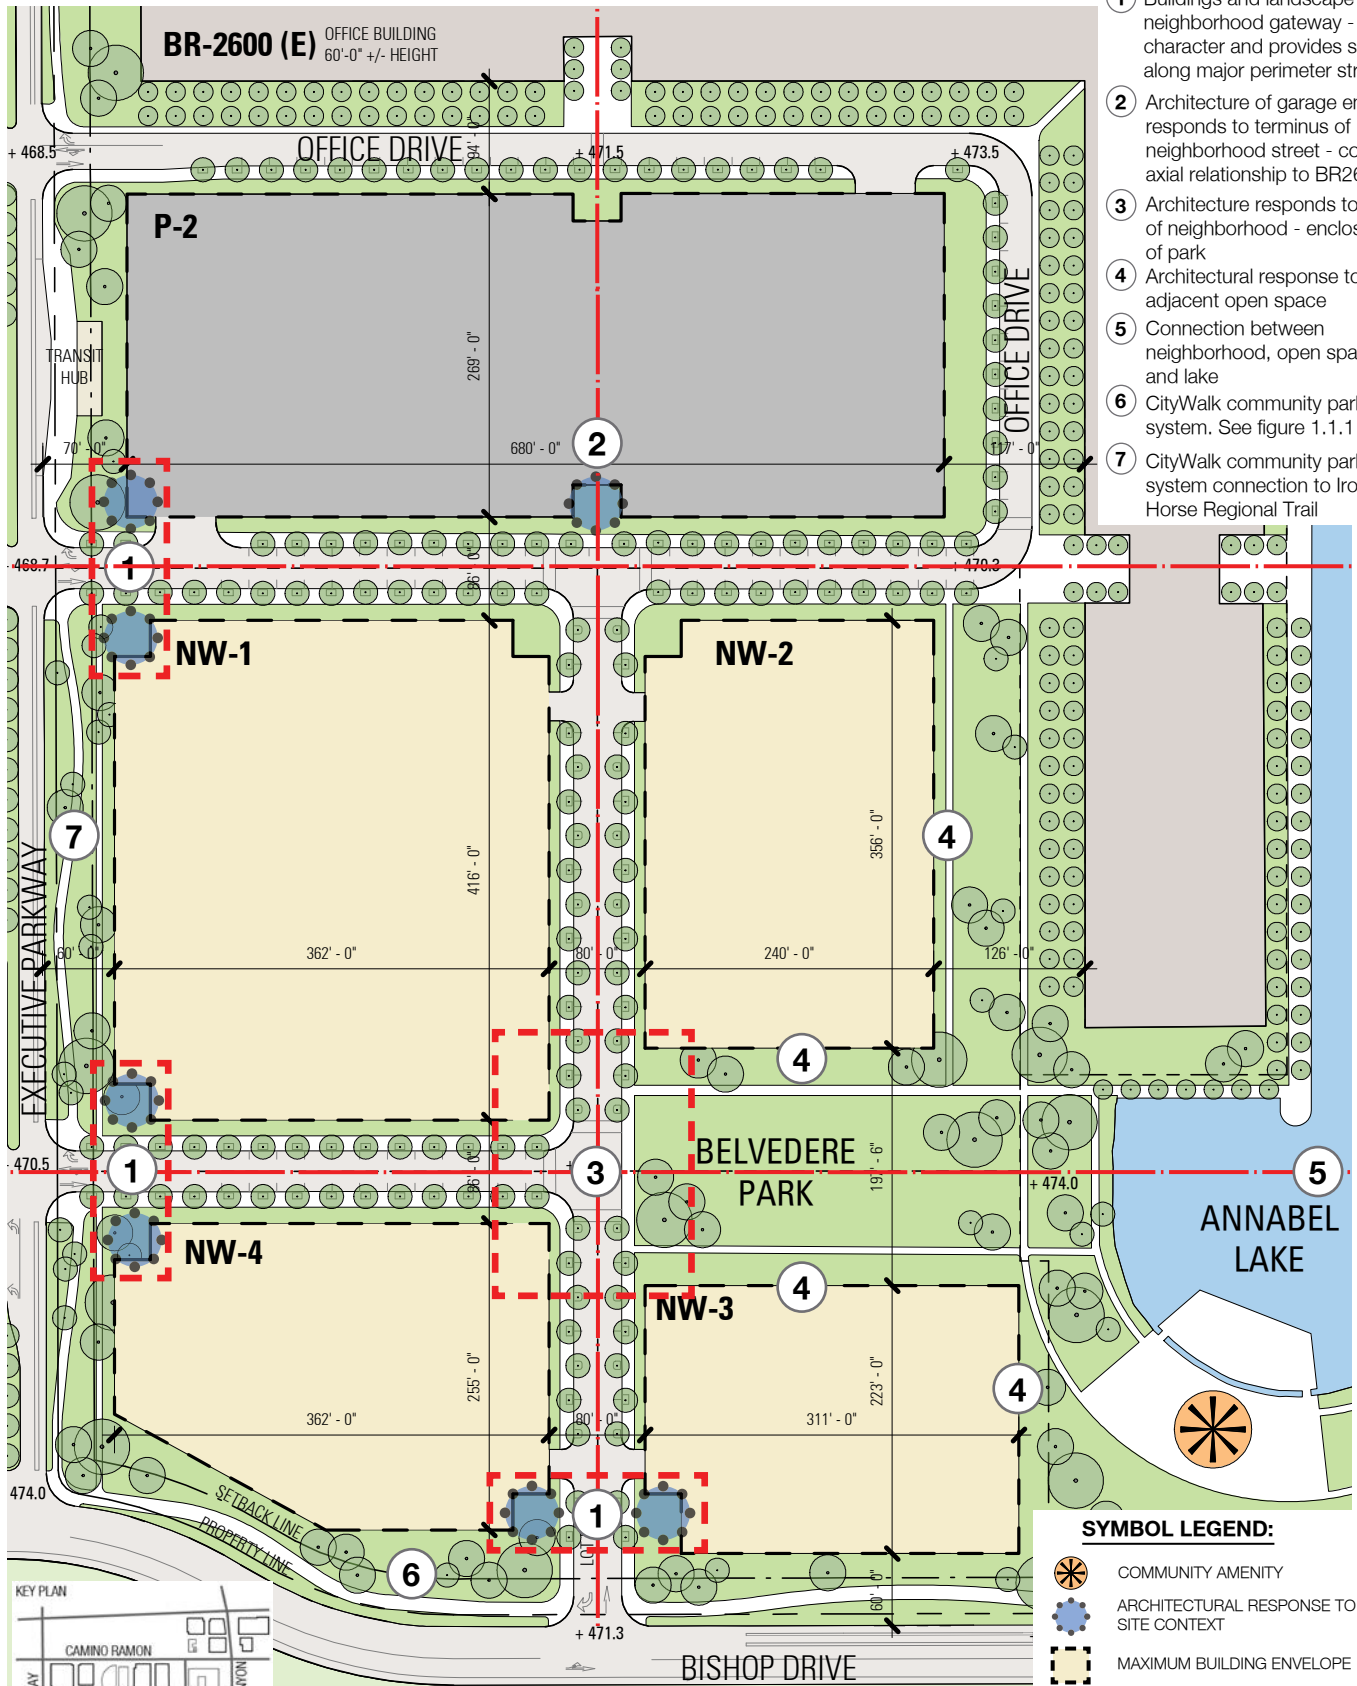 BR-2600 (E)
OFFICE BUILDING
60'-0" +/- HEIGHT
1 Buildings and landscape
neighborhood gateway -
character and provides s
along major perimeter str
2 Architecture of garage en
responds to terminus of
neighborhood street - co
axial relationship to BR26
3 Architecture responds to
of neighborhood - enclos
of park
4 Architectural response to
adjacent open space
5 Connection between
neighborhood, open spa
and lake
6 CityWalk community park
system. See figure 1.1.1
7 CityWalk community park
system connection to Iro
Horse Regional Trail
OFFICE DRIVE
94' - 0"
+ 468.5
+ 471.5
+ 473.5
P-2
OFFICE DRIVE
TRANSIT
HUB
269' - 0"
70' - 0"
680' - 0"
117' - 0"
2
1
468.7
86' - 0"
+ 470.3
NW-1
NW-2
7
4
EXECUTIVE PARKWAY
416' - 0"
356' - 0"
60' - 0"
362' - 0"
80' - 0"
240' - 0"
126' - 0"
4
BELVEDERE
PARK
470.5
1
86' - 0"
3
197' - 6"
+ 474.0
5
ANNABEL
LAKE
NW-4
4
NW-3
255' - 0"
223' - 0"
4
362' - 0"
80' - 0"
311' - 0"
474.0
SETBACK LINE
PROPERTY LINE
1
LOT
6
60' - 0"
+ 471.3
BISHOP DRIVE
KEY PLAN
CAMINO RAMON
AY
NYON
SYMBOL LEGEND:
COMMUNITY AMENITY
ARCHITECTURAL RESPONSE TO
SITE CONTEXT
MAXIMUM BUILDING ENVELOPE